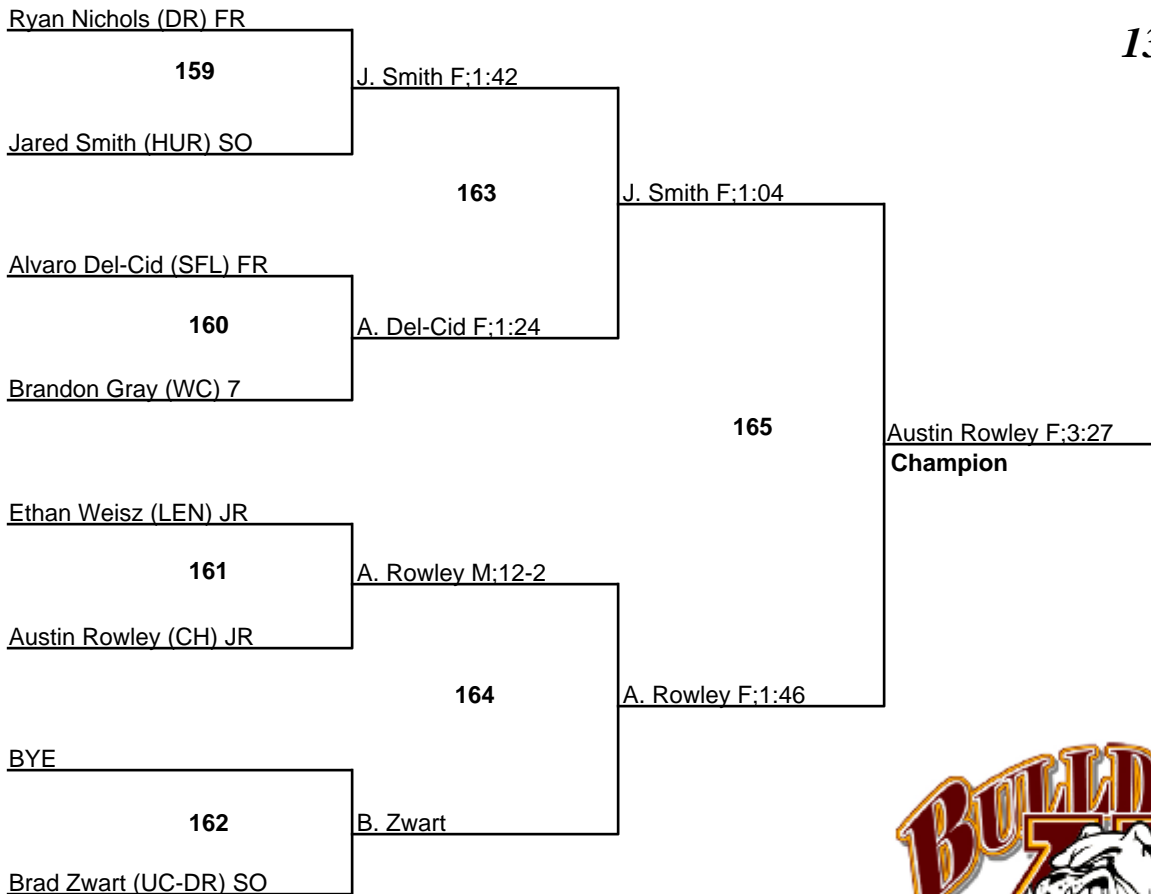 Ryan Nichols (DR) FR
13
159
J. Smith F;1:42
Jared Smith (HUR) SO
163
J. Smith F;1:04
Alvaro Del-Cid (SFL) FR
160
A. Del-Cid F;1:24
Brandon Gray (WC) 7
165
Austin Rowley F;3:27
Champion
Ethan Weisz (LEN) JR
161
A. Rowley M;12-2
Austin Rowley (CH) JR
164
A. Rowley F;1:46
BYE
162
B. Zwart
Brad Zwart (UC-DR) SO